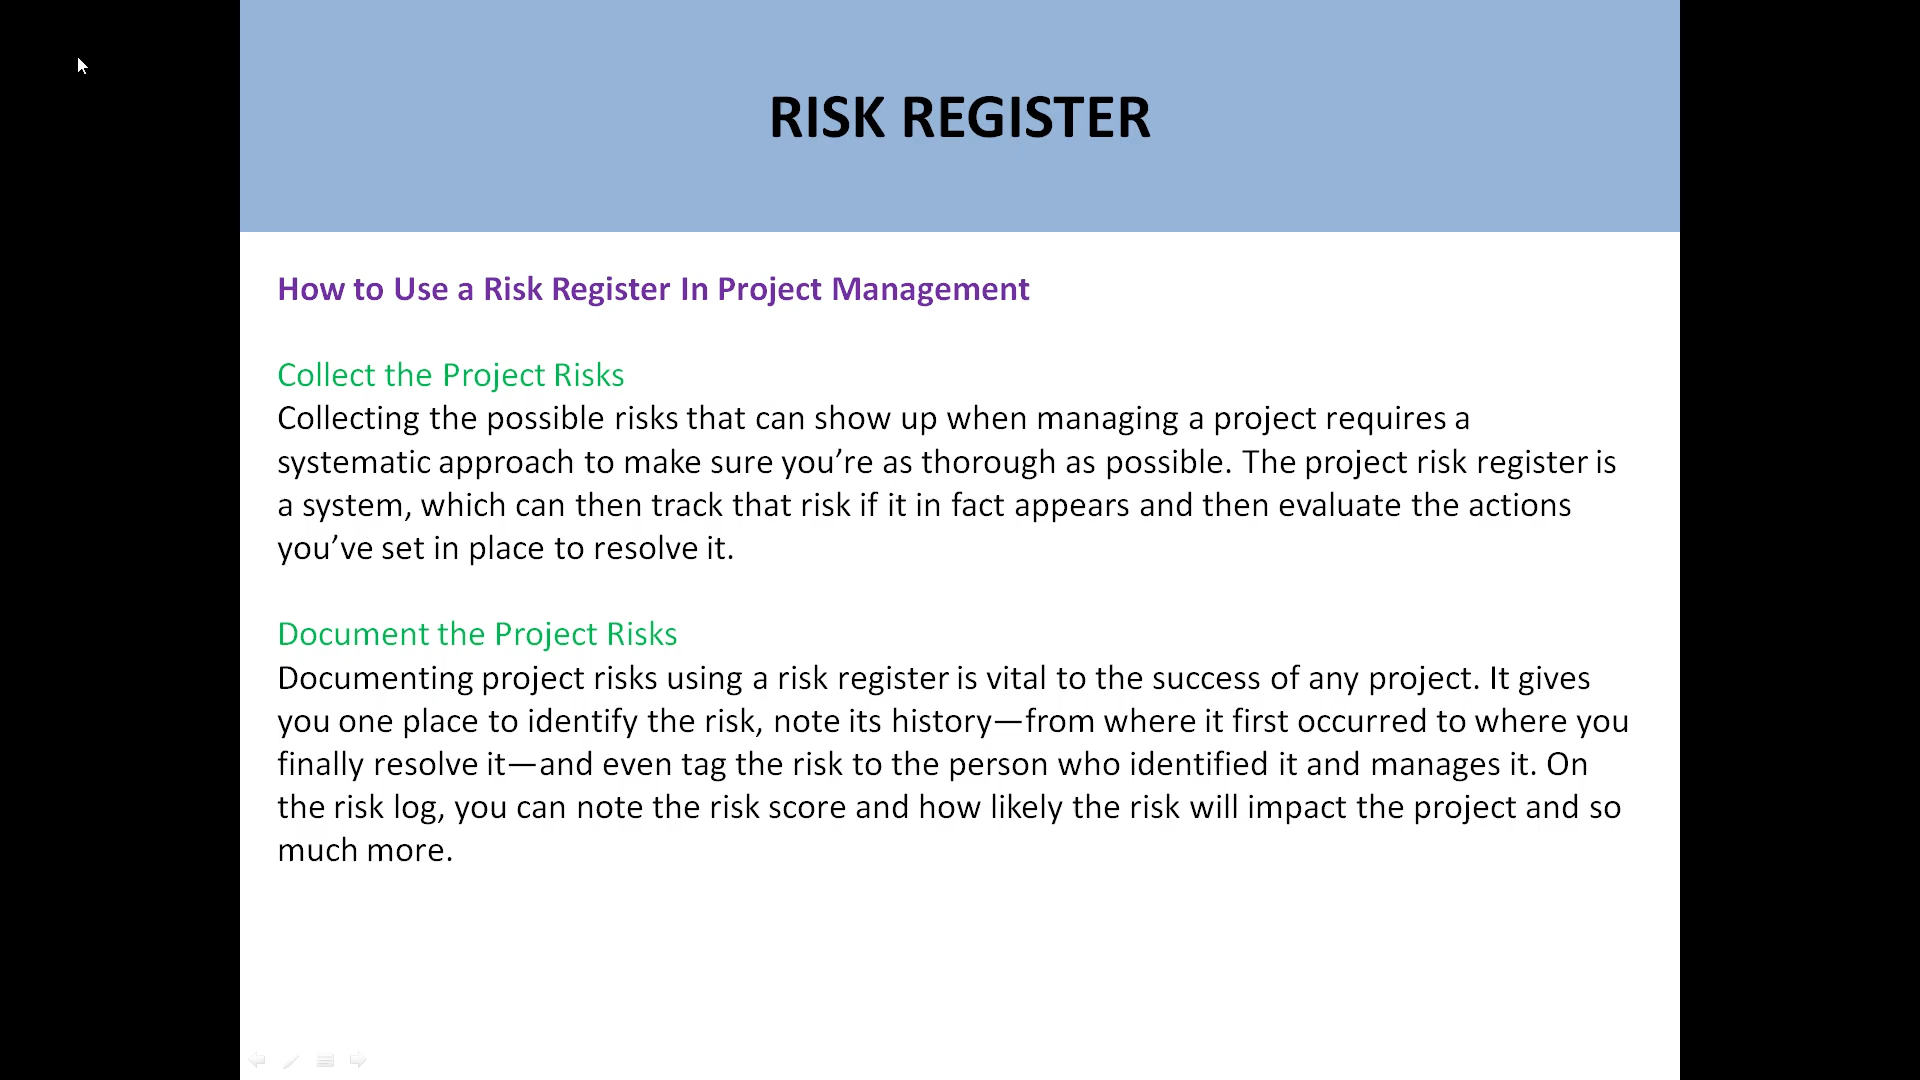 RISK REGISTER
How to Use a Risk Register In Project Management
Collect the Project Risks
Collecting the possible risks that can show up when managing a project requires a
systematic approach to make sure you’re as thorough as possible. The project risk register is
a system, which can then track that risk if it in fact appears and then evaluate the actions
you’ve set in place to resolve it.
Document the Project Risks
Documenting project risks using a risk register is vital to the success of any project. It gives
you one place to identify the risk, note its history—from where it first occurred to where you
finally resolve it—and even tag the risk to the person who identified it and manages it. On
the risk log, you can note the risk score and how likely the risk will impact the project and so
much more.